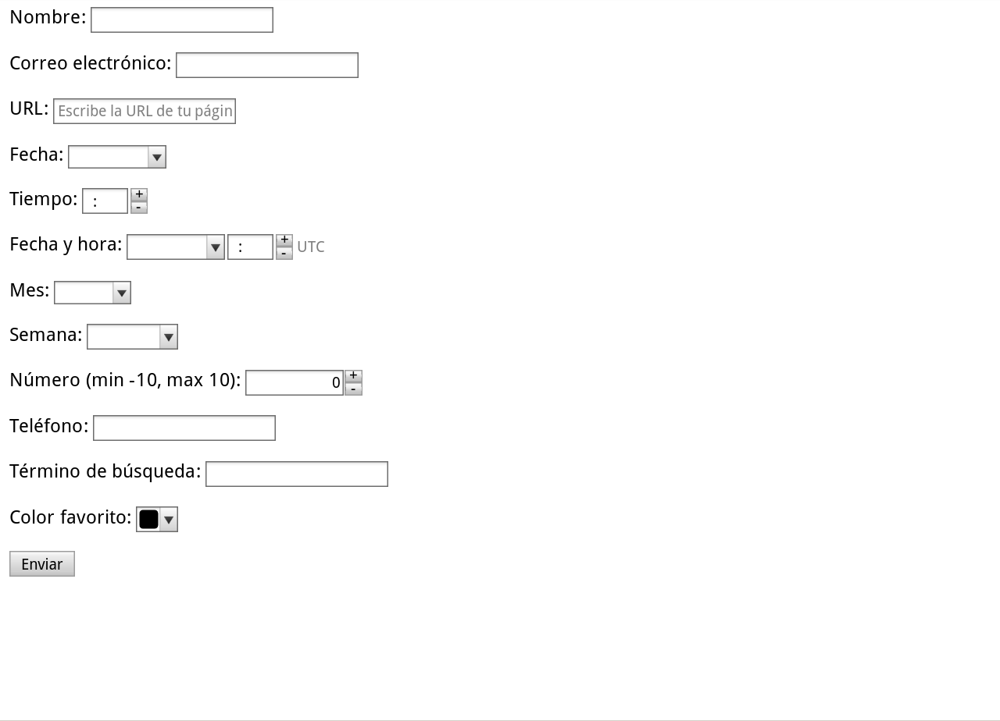 Nombre:
Correo electrónico:
URL: Escribe la URL de tu págin
Fecha:
Tiempo: : + -
Fecha y hora: : + - UTC
Mes:
Semana:
Número (min -10, max 10): 0 + -
Teléfono:
Término de búsqueda:
Color favorito:
Enviar